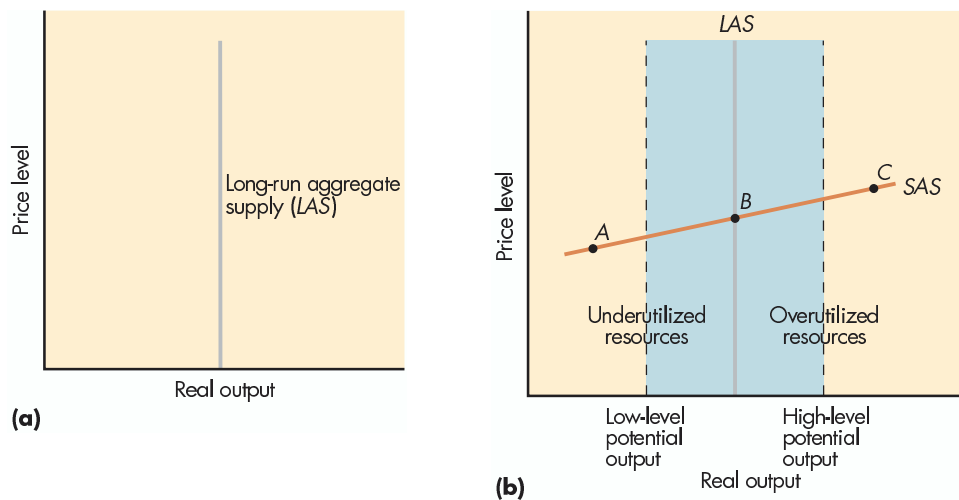 Price level
Long-run aggregate
supply (LAS)
Real output
(a)
Price level
LAS
A
B
C
SAS
Underutilized
resources
Overutilized
resources
Low-level
potential
output
High-level
potential
output
Real output
(b)